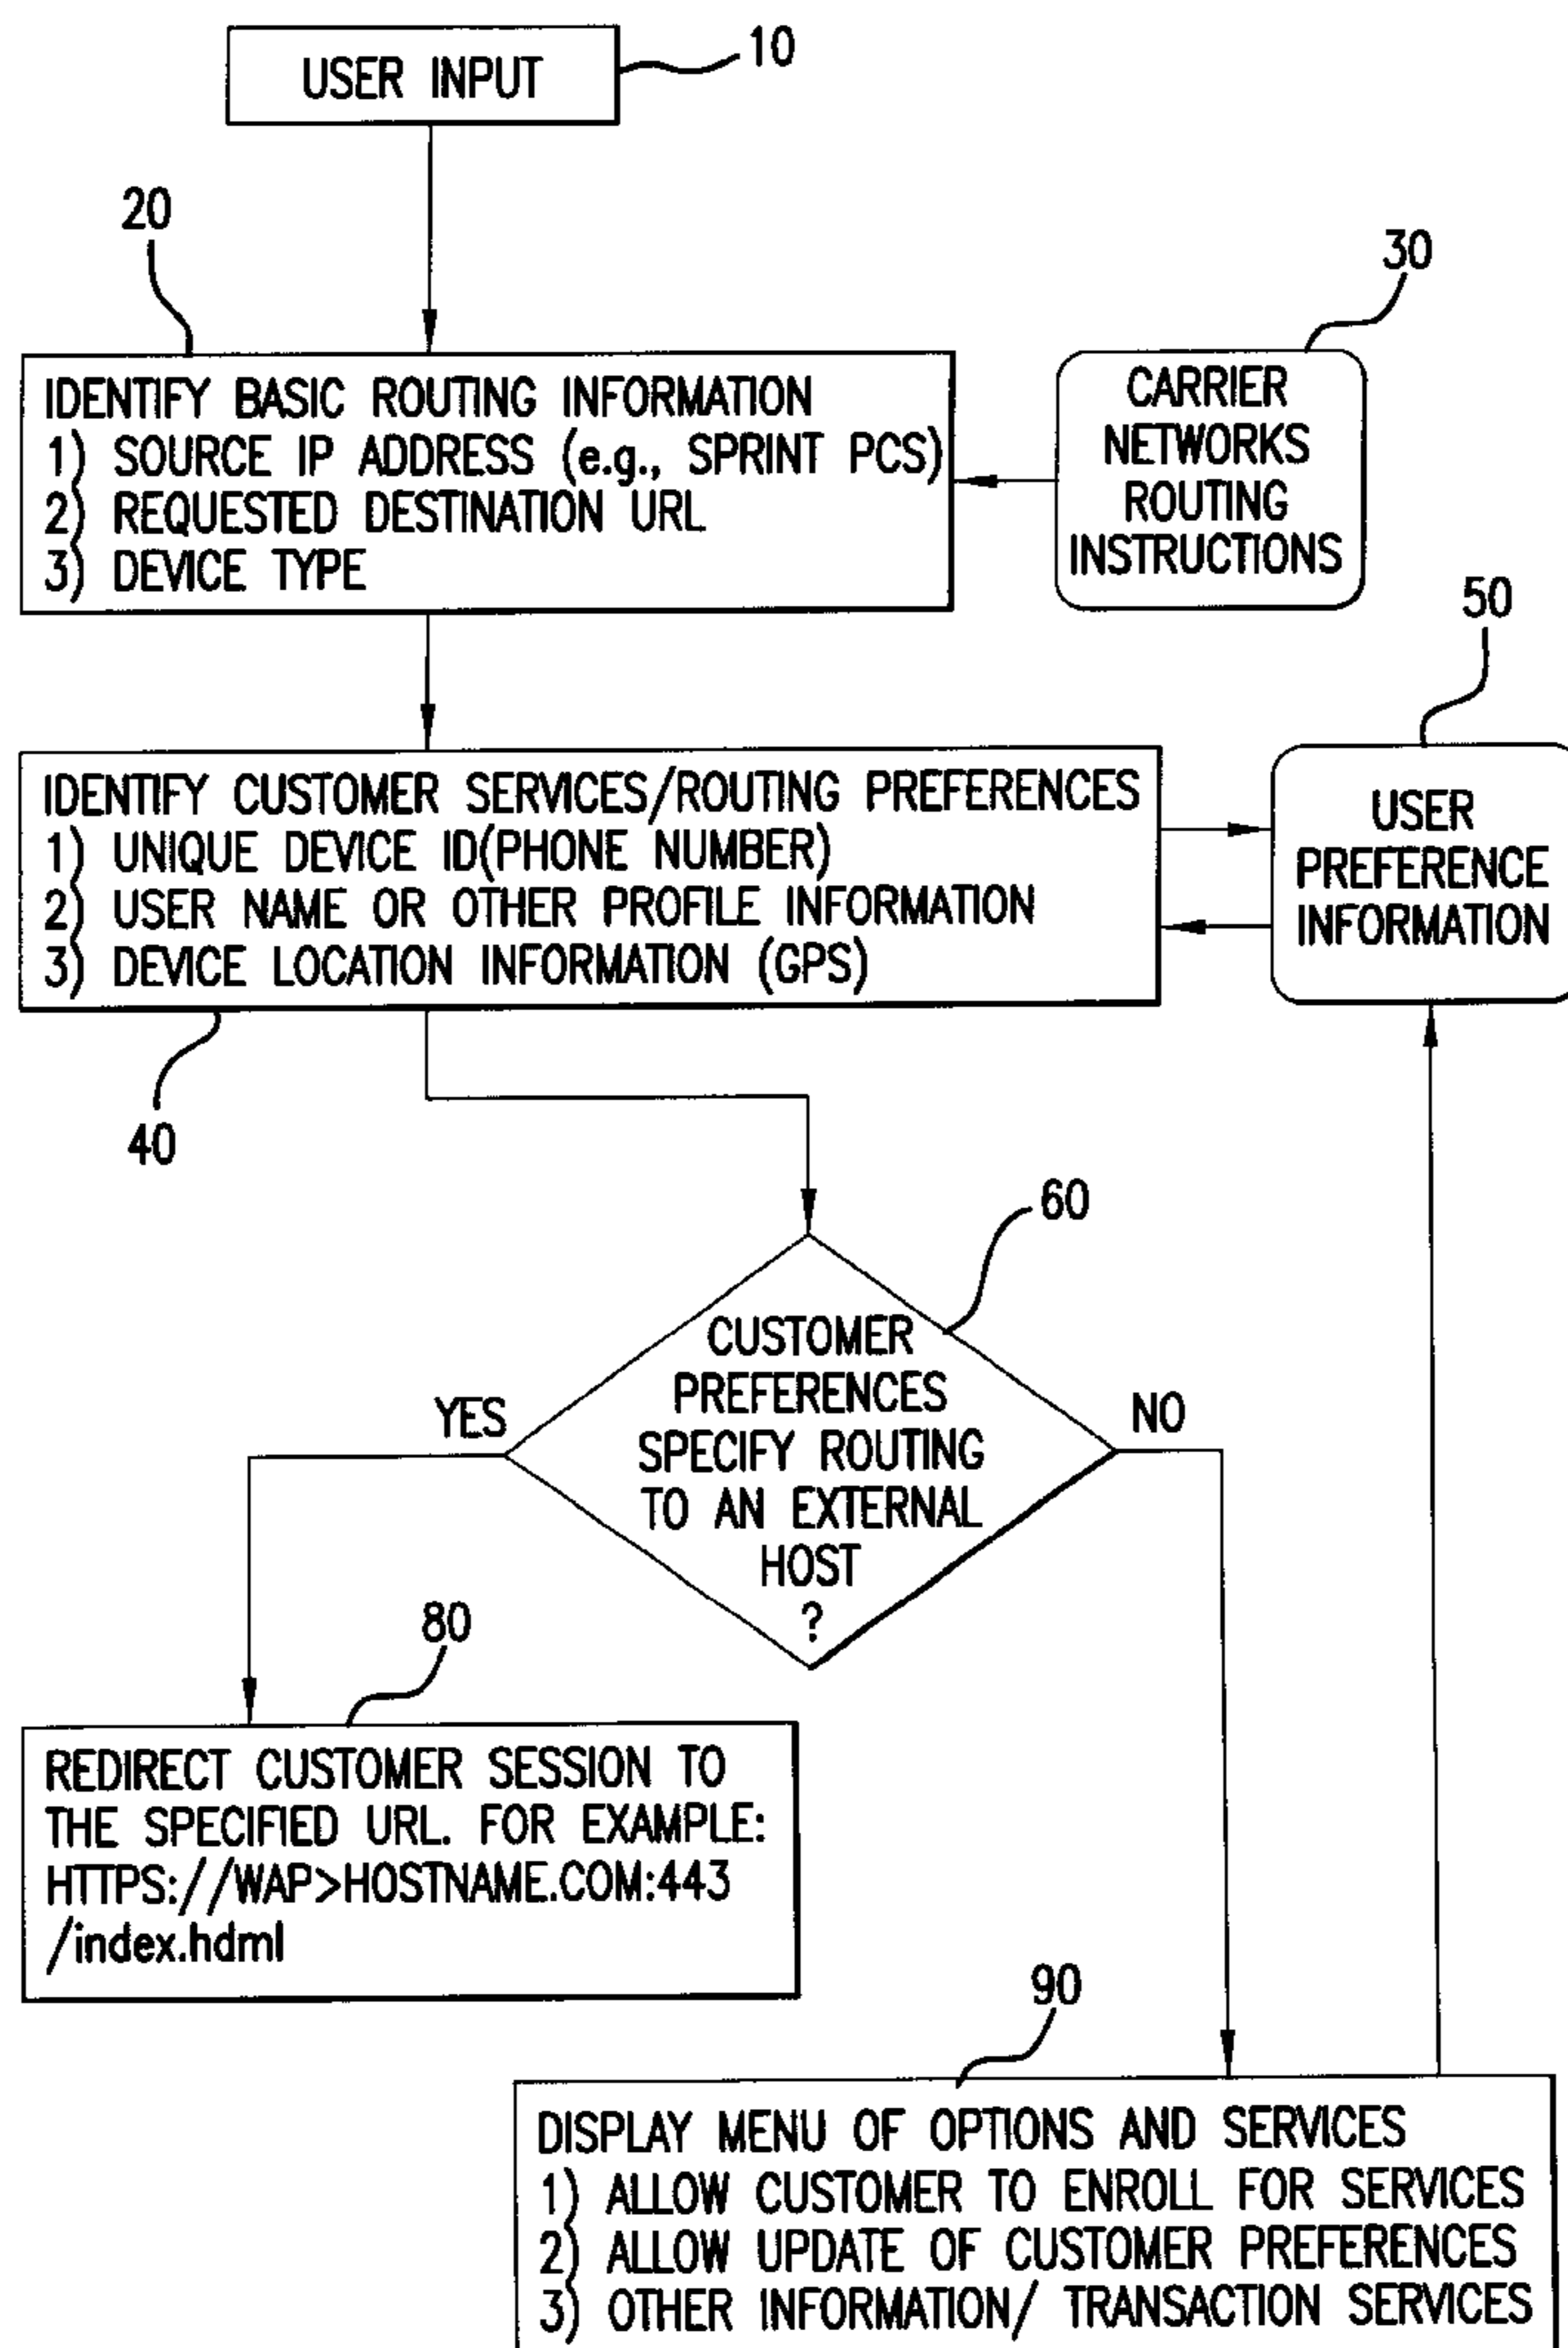 USER INPUT
10
20
30
IDENTIFY BASIC ROUTING INFORMATION
1) SOURCE IP ADDRESS (e.g., SPRINT PCS)
2) REQUESTED DESTINATION URL
3) DEVICE TYPE
CARRIER
NETWORKS
ROUTING
INSTRUCTIONS
50
IDENTIFY CUSTOMER SERVICES/ROUTING PREFERENCES
1) UNIQUE DEVICE ID(PHONE NUMBER)
2) USER NAME OR OTHER PROFILE INFORMATION
3) DEVICE LOCATION INFORMATION (GPS)
USER
PREFERENCE
INFORMATION
40
60
CUSTOMER
PREFERENCES
SPECIFY ROUTING
TO AN EXTERNAL
HOST
?
YES
NO
80
REDIRECT CUSTOMER SESSION TO
THE SPECIFIED URL. FOR EXAMPLE:
HTTPS://WAP>HOSTNAME.COM:443
/index.hdml
90
DISPLAY MENU OF OPTIONS AND SERVICES
1) ALLOW CUSTOMER TO ENROLL FOR SERVICES
2) ALLOW UPDATE OF CUSTOMER PREFERENCES
3) OTHER INFORMATION/ TRANSACTION SERVICES